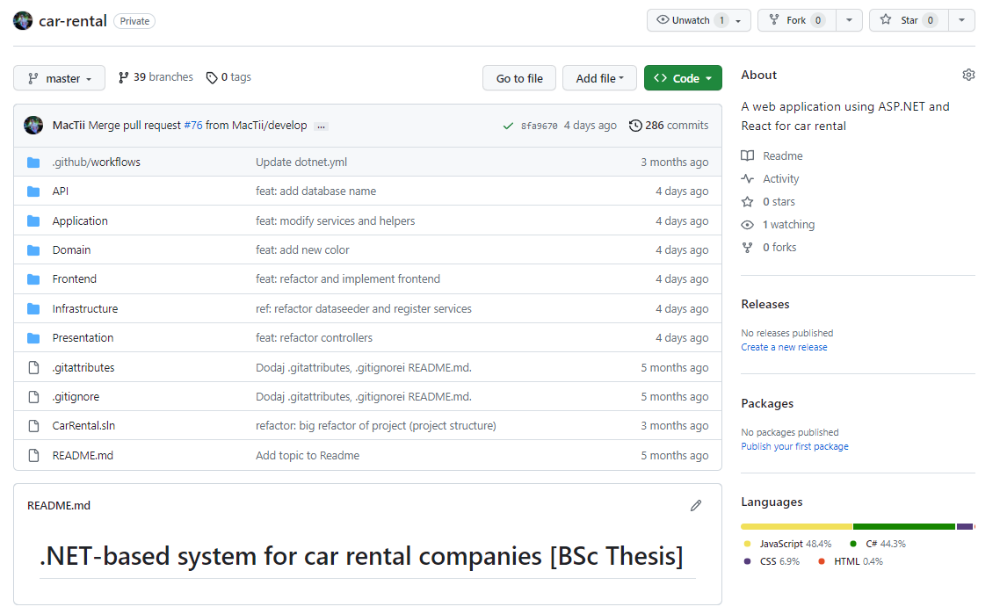 car-rental Private Unwatch 1 Fork 0 Star 0
master 39 branches 0 tags Go to file Add file Code
MacTii Merge pull request #76 from MacTii/develop ... 8fa9670 4 days ago 286 commits
.github/workflows Update dotnet.yml 3 months ago
API feat: add database name 4 days ago
Application feat: modify services and helpers 4 days ago
Domain feat: add new color 4 days ago
Frontend feat: refactor and implement frontend 4 days ago
Infrastructure ref: refactor dataseeder and register services 4 days ago
Presentation feat: refactor controllers 4 days ago
.gitattributes Dodaj .gitattributes, .gitignorei README.md. 5 months ago
.gitignore Dodaj .gitattributes, .gitignorei README.md. 5 months ago
CarRental.sln refactor: big refactor of project (project structure) 3 months ago
README.md Add topic to Readme 5 months ago
README.md
.NET-based system for car rental companies [BSc Thesis]
About
A web application using ASP.NET and
React for car rental
Readme
Activity
0 stars
1 watching
0 forks
Releases
No releases published
Create a new release
Packages
No packages published
Publish your first package
Languages
JavaScript 48.4% C# 44.3%
CSS 6.9% HTML 0.4%